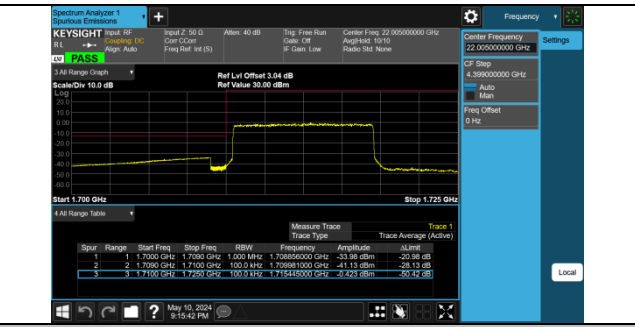 Spectrum Analyzer 1
Spurious Emissions
Frequency
KEYSIGHT
Input: RF
Input Z: 50 Ω
Atten: 40 dB
Trig: Free Run
Center Freq: 22.005000000 GHz
RL
Coupling: DC
Corr CCorr
Gate: Off
Avg|Hold: 10/10
Align: Auto
Freq Ref: Int (S)
IF Gain: Low
Radio Std: None
PASS
Center Frequency
22.005000000 GHz
Settings
CF Step
4.399000000 GHz
Auto
Man
Freq Offset
0 Hz
3 All Range Graph
Ref Lvl Offset 3.04 dB
Scale/Div 10.0 dB
Ref Value 30.00 dBm
Log
20.0
10.0
0.00
-10.0
-20.0
-30.0
-40.0
-50.0
-60.0
Start 1.700 GHz
Stop 1.725 GHz
4 All Range Table
Measure Trace
Trace 1
Trace Type
Trace Average (Active)
Spur Range Start Freq Stop Freq RBW Frequency Amplitude ΔLimit
1 1 1.7000 GHz 1.7090 GHz 1.000 MHz 1.708856000 GHz -33.98 dBm -20.98 dB
2 2 1.7090 GHz 1.7100 GHz 100.0 kHz 1.709981000 GHz -41.13 dBm -28.13 dB
3 3 1.7100 GHz 1.7250 GHz 100.0 kHz 1.715445000 GHz -0.423 dBm -50.42 dB
Local
May 10, 2024
9:15:42 PM